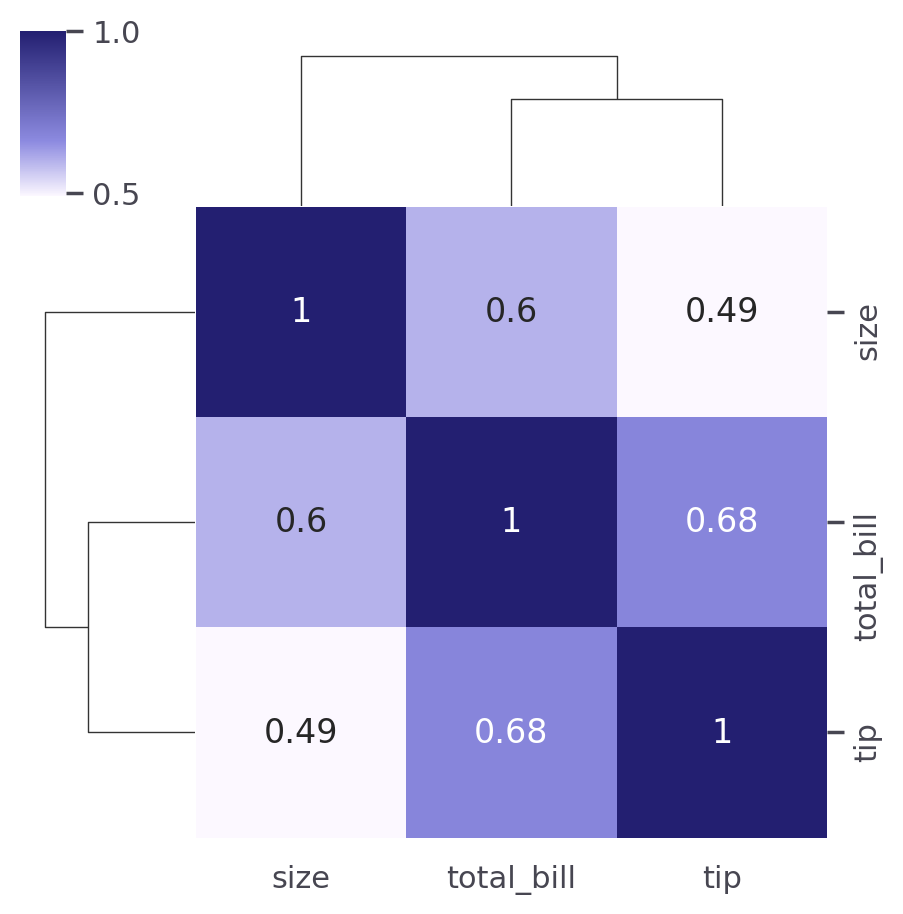 1.0
0.5
1 0.6 0.49 size
0.6 1 0.68 total_bill
0.49 0.68 1 tip
size total_bill tip